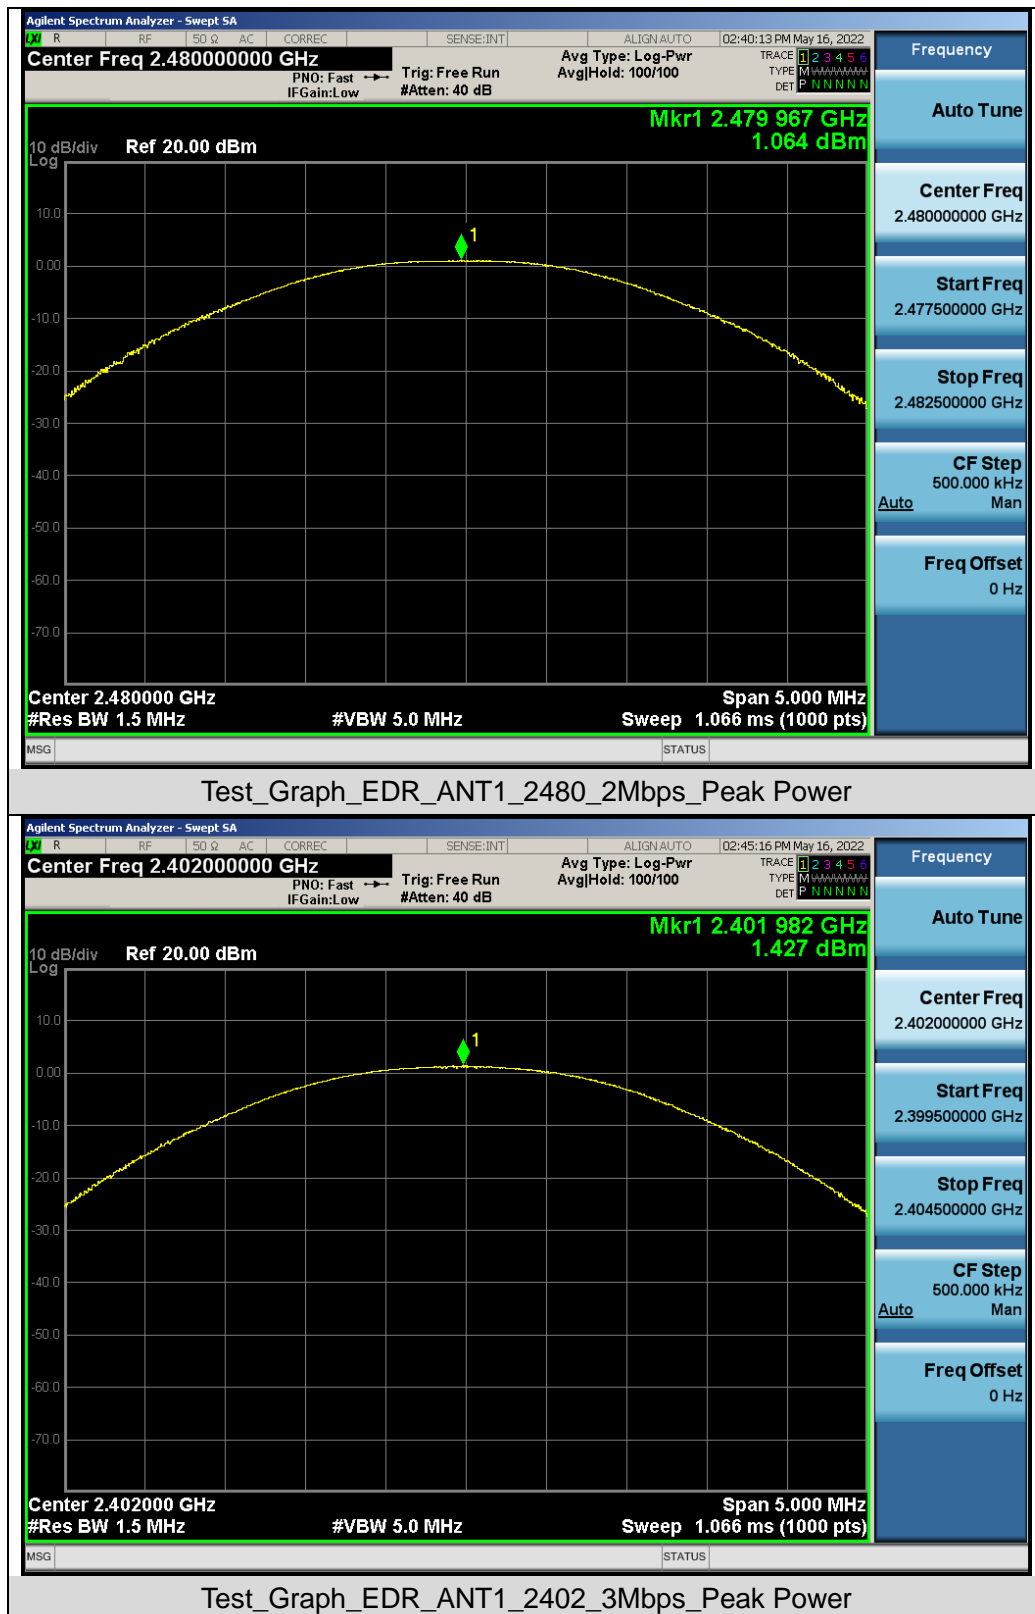 Agilent Spectrum Analyzer - Swept SA
LXI R RF 50 Ω AC CORREC SENSE:INT ALIGN AUTO 02:40:13 PM May 16, 2022
Center Freq 2.480000000 GHz
PNO: Fast
IFGain:Low
Trig: Free Run
#Atten: 40 dB
Avg Type: Log-Pwr
Avg|Hold: 100/100
TRACE 1 2 3 4 5 6
TYPE M
DET P N N N N N
Mkr1 2.479 967 GHz
1.064 dBm
10 dB/div Ref 20.00 dBm
Log
10.0
1
0.00
-10.0
-20.0
-30.0
-40.0
-50.0
-60.0
-70.0
Center 2.480000 GHz Span 5.000 MHz
#Res BW 1.5 MHz #VBW 5.0 MHz Sweep 1.066 ms (1000 pts)
MSG STATUS
Frequency
Auto Tune
Center Freq
2.480000000 GHz
Start Freq
2.477500000 GHz
Stop Freq
2.482500000 GHz
CF Step
500.000 kHz
Auto Man
Freq Offset
0 Hz
Test_Graph_EDR_ANT1_2480_2Mbps_Peak Power
Agilent Spectrum Analyzer - Swept SA
LXI R RF 50 Ω AC CORREC SENSE:INT ALIGN AUTO 02:45:16 PM May 16, 2022
Center Freq 2.402000000 GHz
PNO: Fast
IFGain:Low
Trig: Free Run
#Atten: 40 dB
Avg Type: Log-Pwr
Avg|Hold: 100/100
TRACE 1 2 3 4 5 6
TYPE M
DET P N N N N N
Mkr1 2.401 982 GHz
1.427 dBm
10 dB/div Ref 20.00 dBm
Log
10.0
1
0.00
-10.0
-20.0
-30.0
-40.0
-50.0
-60.0
-70.0
Center 2.402000 GHz Span 5.000 MHz
#Res BW 1.5 MHz #VBW 5.0 MHz Sweep 1.066 ms (1000 pts)
MSG STATUS
Frequency
Auto Tune
Center Freq
2.402000000 GHz
Start Freq
2.399500000 GHz
Stop Freq
2.404500000 GHz
CF Step
500.000 kHz
Auto Man
Freq Offset
0 Hz
Test_Graph_EDR_ANT1_2402_3Mbps_Peak Power